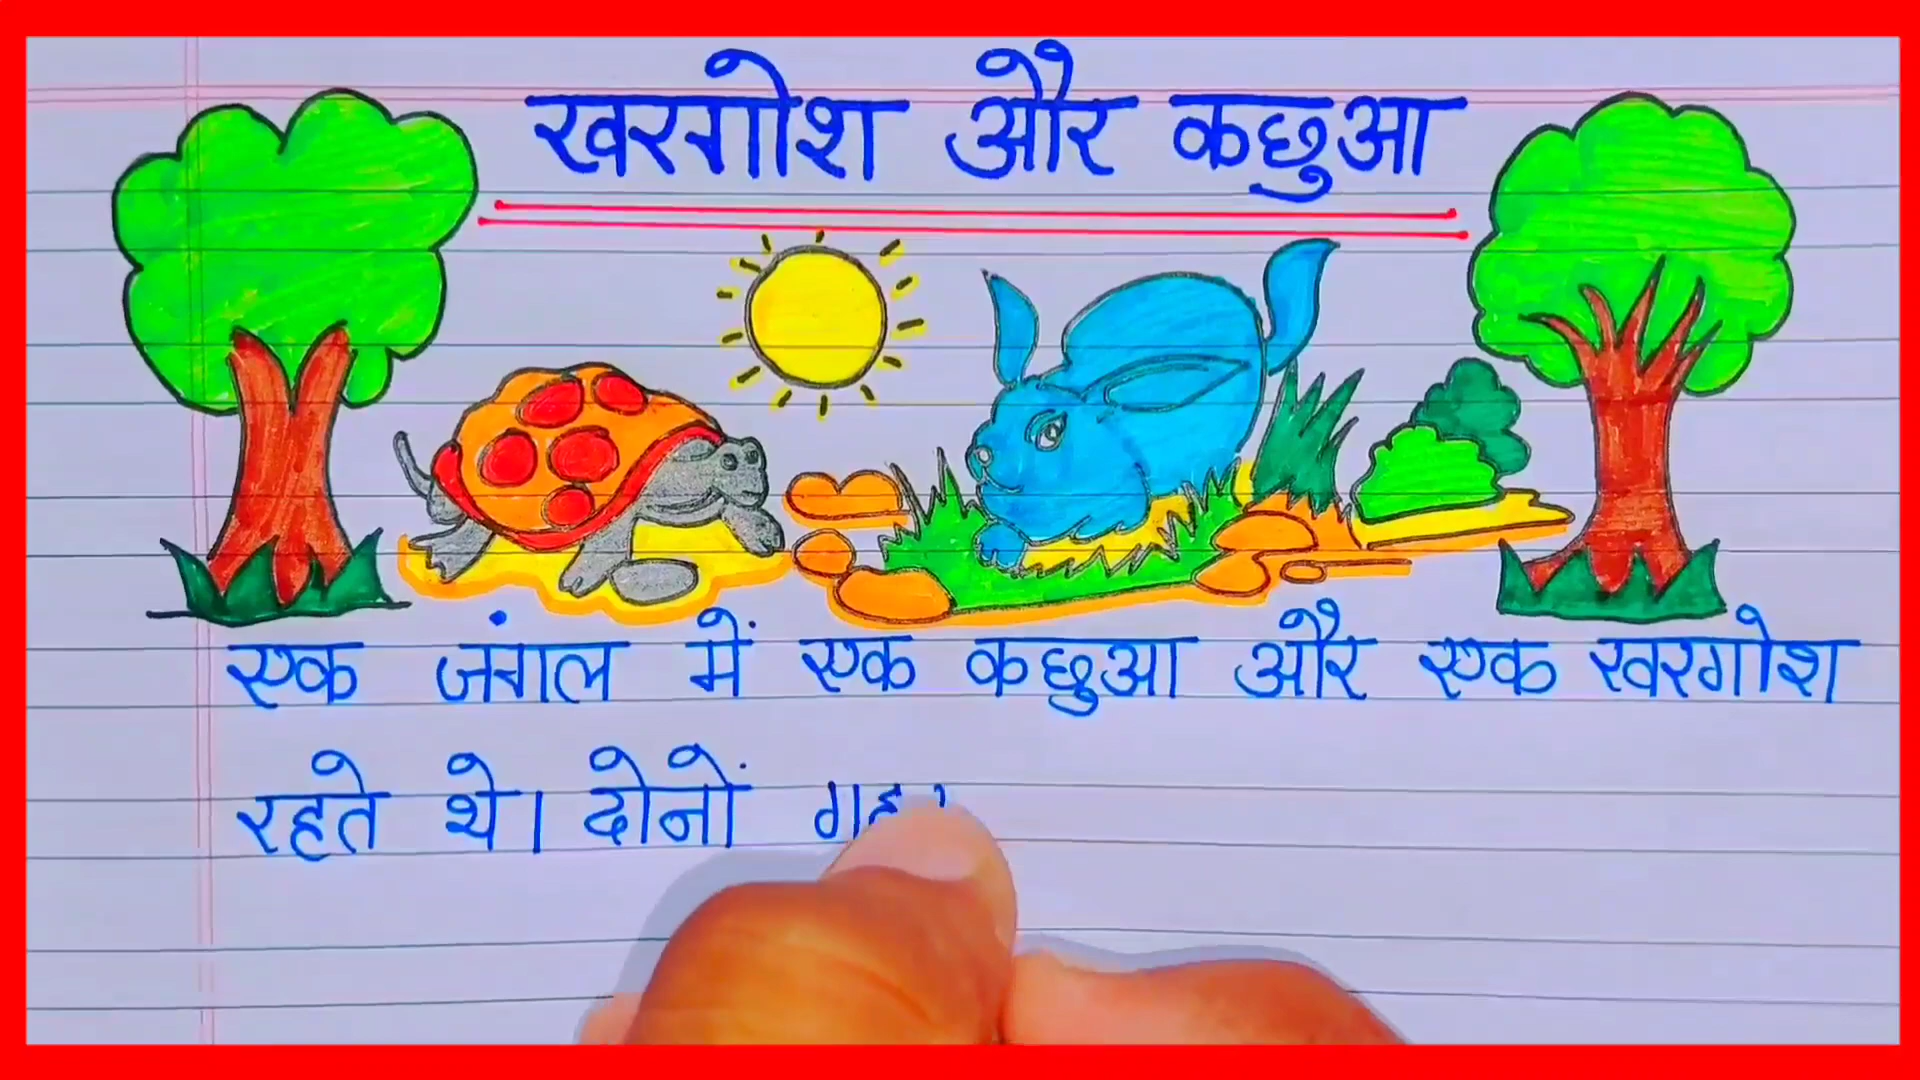 खरगोश और कछुआ
एक जंगल में एक कछुआ और एक खरगोश
रहते थे। दोनों